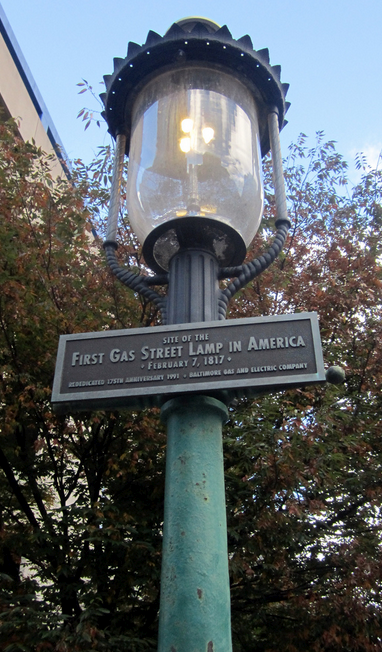 SITE OF THE
FIRST GAS STREET LAMP IN AMERICA
• FEBRUARY 7, 1817 •
REDEDICATED 175TH ANNIVERSARY 1992 • BALTIMORE GAS AND ELECTRIC COMPANY